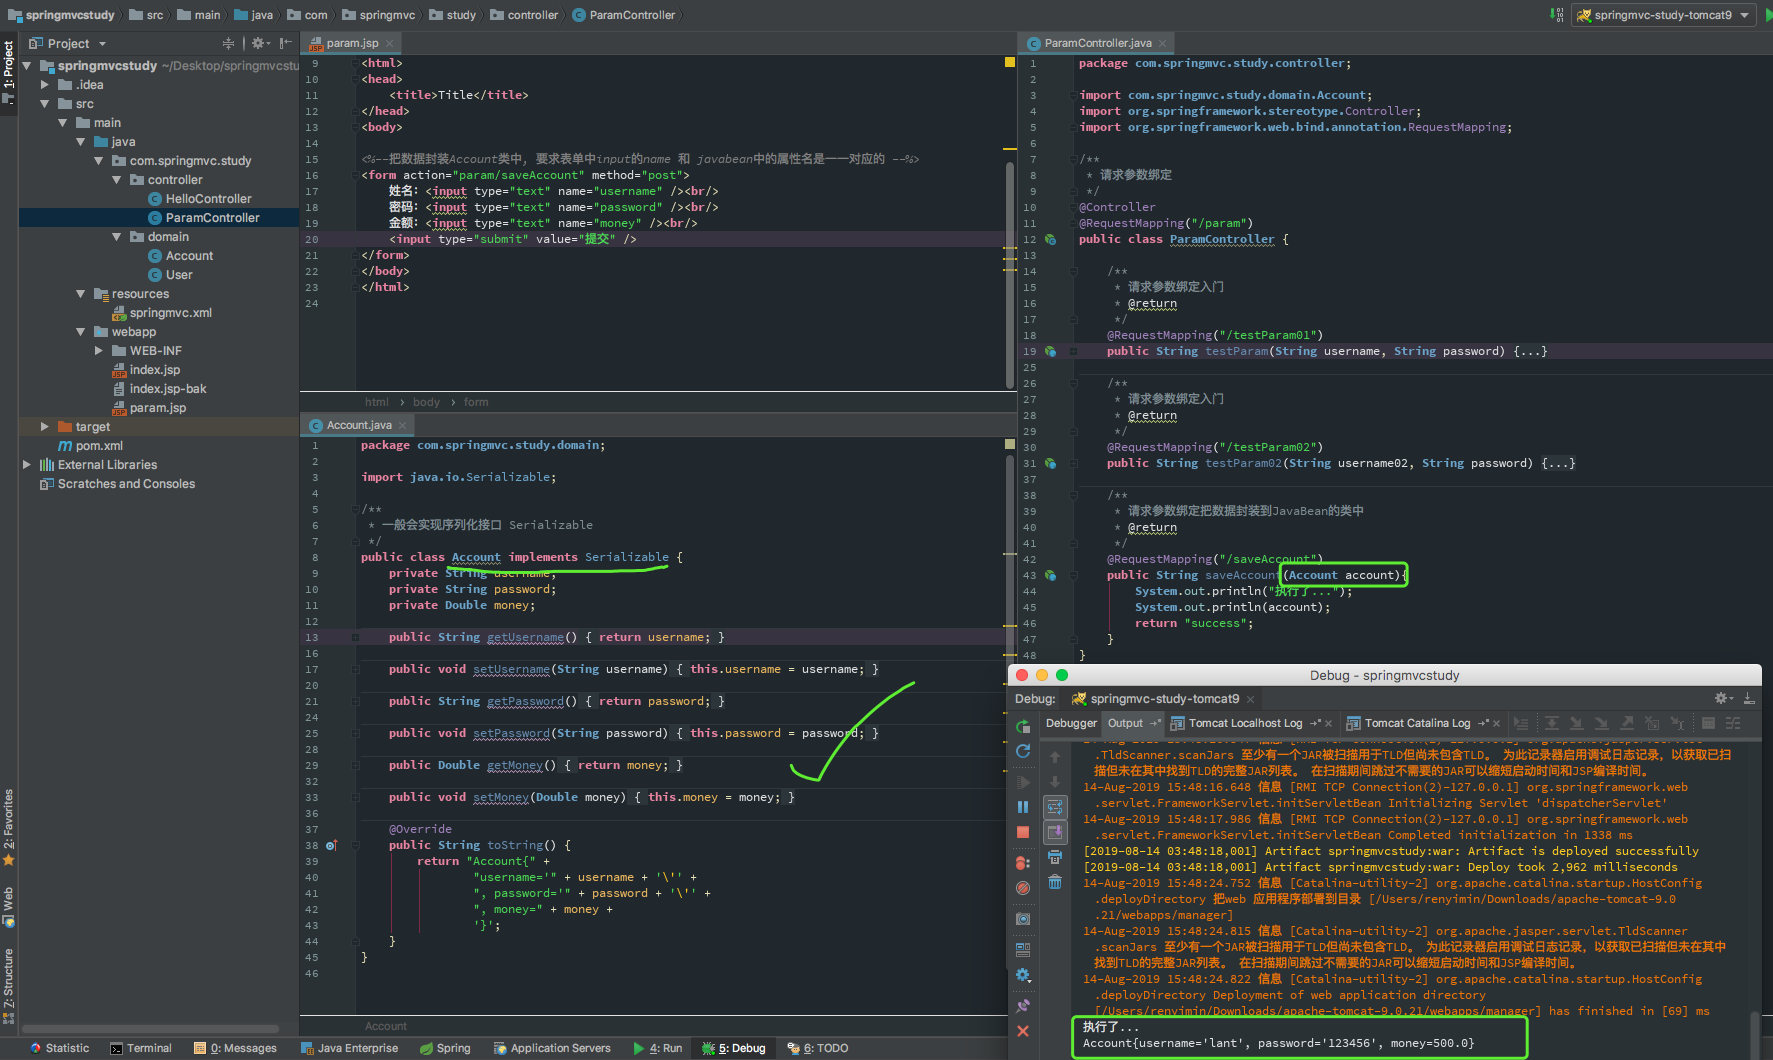 springmvcstudy src main java com springmvc study controller ParamController
springmvc-study-tomcat9
1: Project
Project
springmvcstudy ~/Desktop/springmvcstu
.idea
src
main
java
com.springmvc.study
controller
HelloController
ParamController
domain
Account
User
resources
springmvc.xml
webapp
WEB-INF
index.jsp
index.jsp-bak
param.jsp
target
pom.xml
External Libraries
Scratches and Consoles
2: Favorites
Web
7: Structure
param.jsp
9 <html>
10 <head>
11 <title>Title</title>
12 </head>
13 <body>
14
15 <%--把数据封装Account类中, 要求表单中input的name 和 javabean中的属性名是一一对应的 --%>
16 <form action="param/saveAccount" method="post">
17 姓名: <input type="text" name="username" /><br/>
18 密码: <input type="text" name="password" /><br/>
19 金额: <input type="text" name="money" /><br/>
20 <input type="submit" value="提交" />
21 </form>
22 </body>
23 </html>
24
html › body › form
Account.java
1 package com.springmvc.study.domain;
2
3 import java.io.Serializable;
4
5 /**
6 * 一般会实现序列化接口 Serializable
7 */
8 public class Account implements Serializable {
9 private String username;
10 private String password;
11 private Double money;
12
13 public String getUsername() { return username; }
16
17 public void setUsername(String username) { this.username = username; }
20
21 public String getPassword() { return password; }
24
25 public void setPassword(String password) { this.password = password; }
28
29 public Double getMoney() { return money; }
32
33 public void setMoney(Double money) { this.money = money; }
36
37 @Override
38 public String toString() {
39 return "Account{" +
40 "username='" + username + '\'' +
41 ", password='" + password + '\'' +
42 ", money=" + money +
43 '}';
44 }
45 }
46
Account
ParamController.java
1 package com.springmvc.study.controller;
2
3 import com.springmvc.study.domain.Account;
4 import org.springframework.stereotype.Controller;
5 import org.springframework.web.bind.annotation.RequestMapping;
6
7 /**
8 * 请求参数绑定
9 */
10 @Controller
11 @RequestMapping("/param")
12 public class ParamController {
13
14 /**
15 * 请求参数绑定入门
16 * @return
17 */
18 @RequestMapping("/testParam01")
19 public String testParam(String username, String password) {...}
25
26 /**
27 * 请求参数绑定入门
28 * @return
29 */
30 @RequestMapping("/testParam02")
31 public String testParam02(String username02, String password) {...}
37
38 /**
39 * 请求参数绑定把数据封装到JavaBean的类中
40 * @return
41 */
42 @RequestMapping("/saveAccount")
43 public String saveAccount(Account account){
44 System.out.println("执行了...");
45 System.out.println(account);
46 return "success";
47 }
48 }
Debug - springmvcstudy
Debug: springmvc-study-tomcat9
Debugger Output Tomcat Localhost Log Tomcat Catalina Log
.TldScanner.scanJars 至少有一个JAR被扫描用于TLD但尚未包含TLD。 为此记录器启用调试日志记录, 以获取已扫
描但未在其中找到TLD的完整JAR列表。 在扫描期间跳过不需要的JAR可以缩短启动时间和JSP编译时间。
14-Aug-2019 15:48:16.648 信息 [RMI TCP Connection(2)-127.0.0.1] org.springframework.web
.servlet.FrameworkServlet.initServletBean Initializing Servlet 'dispatcherServlet'
14-Aug-2019 15:48:17.986 信息 [RMI TCP Connection(2)-127.0.0.1] org.springframework.web
.servlet.FrameworkServlet.initServletBean Completed initialization in 1338 ms
[2019-08-14 03:48:18,001] Artifact springmvcstudy:war: Artifact is deployed successfully
[2019-08-14 03:48:18,001] Artifact springmvcstudy:war: Deploy took 2,962 milliseconds
14-Aug-2019 15:48:24.752 信息 [Catalina-utility-2] org.apache.catalina.startup.HostConfig
.deployDirectory 把web 应用程序部署到目录 [/Users/renyimin/Downloads/apache-tomcat-9.0
.21/webapps/manager]
14-Aug-2019 15:48:24.815 信息 [Catalina-utility-2] org.apache.jasper.servlet.TldScanner
.scanJars 至少有一个JAR被扫描用于TLD但尚未包含TLD。 为此记录器启用调试日志记录, 以获取已扫描但未在其中
找到TLD的完整JAR列表。 在扫描期间跳过不需要的JAR可以缩短启动时间和JSP编译时间。
14-Aug-2019 15:48:24.822 信息 [Catalina-utility-2] org.apache.catalina.startup.HostConfig
.deployDirectory Deployment of web application directory
[/Users/renyimin/Downloads/apache-tomcat-9.0.21/webapps/manager] has finished in [69] ms
执行了...
Account{username='lant', password='123456', money=500.0}
Statistic Terminal 0: Messages Java Enterprise Spring Application Servers 4: Run 5: Debug 6: TODO